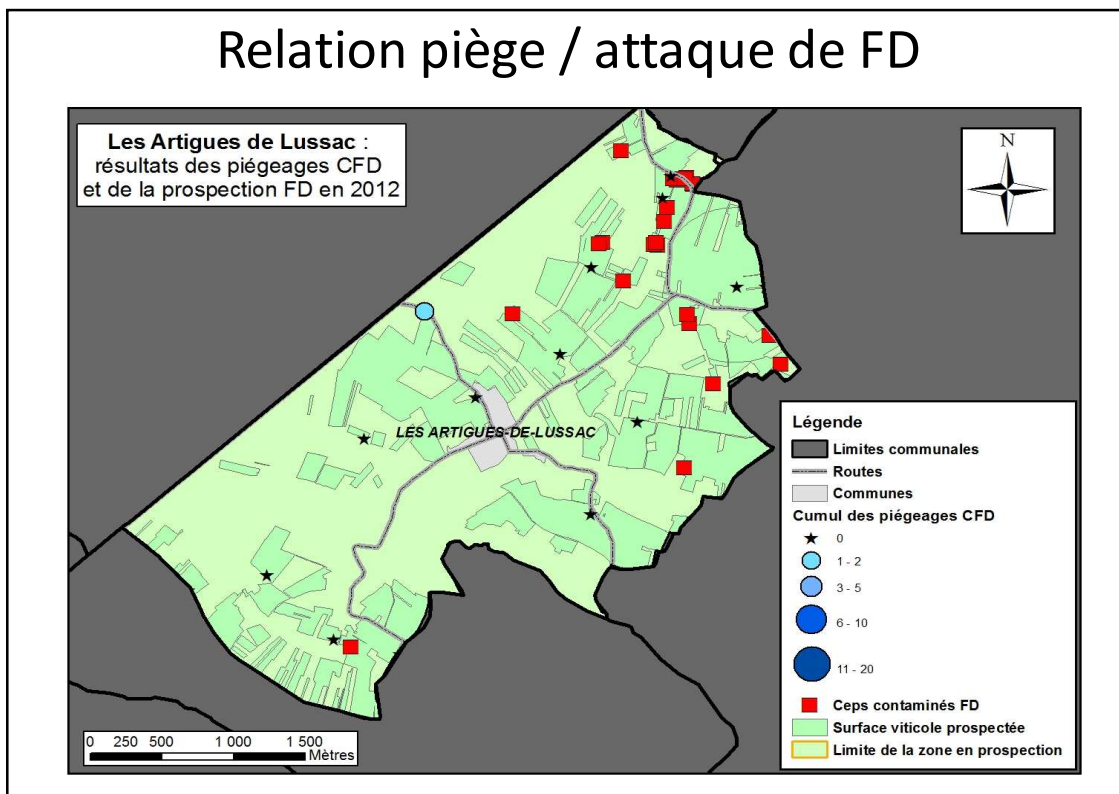 Relation piège / attaque de FD
Les Artigues de Lussac :
résultats des piégeages CFD
et de la prospection FD en 2012
N
LES ARTIGUES-DE-LUSSAC
Légende
Limites communales
Routes
Communes
Cumul des piégeages CFD
0
1 - 2
3 - 5
6 - 10
11 - 20
Ceps contaminés FD
Surface viticole prospectée
Limite de la zone en prospection
0 250 500 1 000 1 500
Mètres